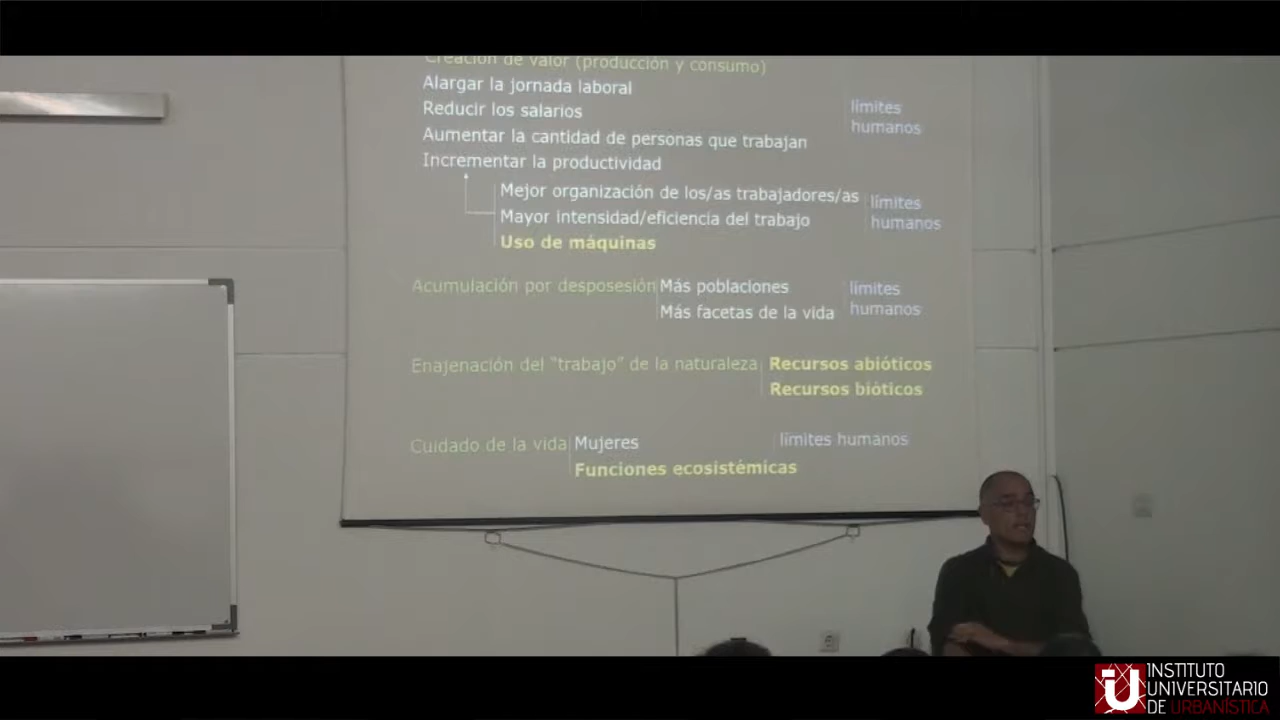 Creación de valor (producción y consumo)
Alargar la jornada laboral
Reducir los salarios
límites
humanos
Aumentar la cantidad de personas que trabajan
Incrementar la productividad
Mejor organización de los/as trabajadores/as
Mayor intensidad/eficiencia del trabajo
límites
humanos
Uso de máquinas
Acumulación por desposesión
Más poblaciones
Más facetas de la vida
límites
humanos
Enajenación del "trabajo" de la naturaleza
Recursos abióticos
Recursos bióticos
Cuidado de la vida
Mujeres
límites humanos
Funciones ecosistémicas
IU
INSTITUTO
UNIVERSITARIO
DE URBANÍSTICA